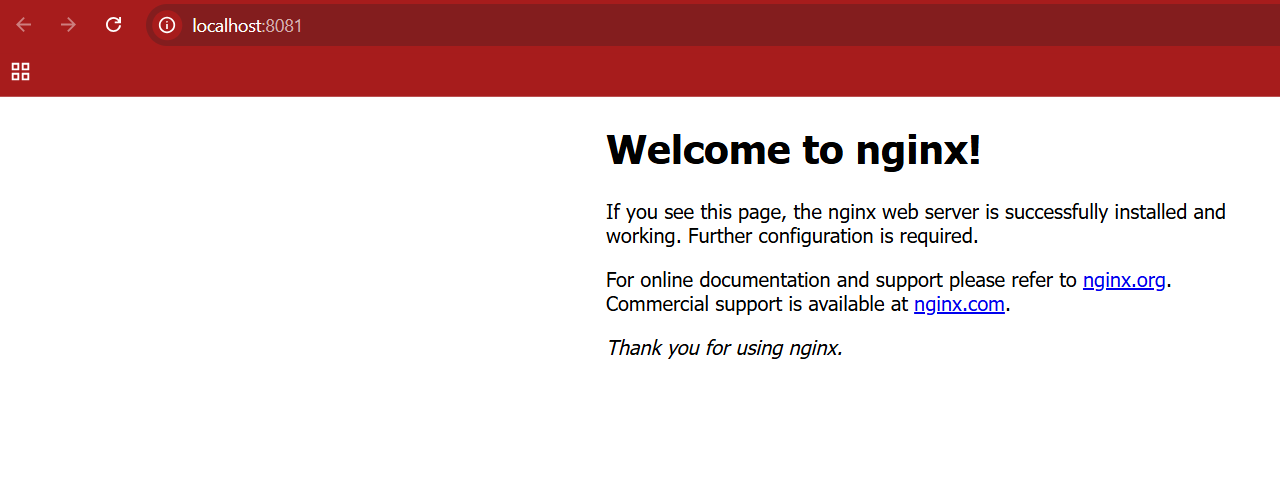 localhost:8081
Welcome to nginx!
If you see this page, the nginx web server is successfully installed and
working. Further configuration is required.
For online documentation and support please refer to nginx.org.
Commercial support is available at nginx.com.
Thank you for using nginx.